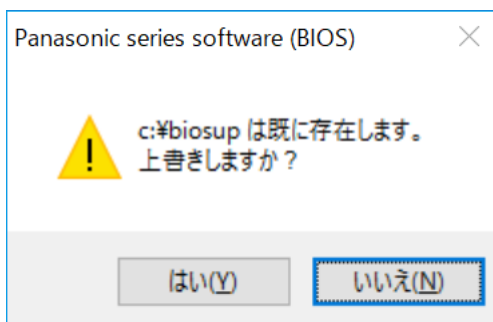 Panasonic series software (BIOS)
c:¥biosup は既に存在します。
上書きしますか？
はい(Y)
いいえ(N)